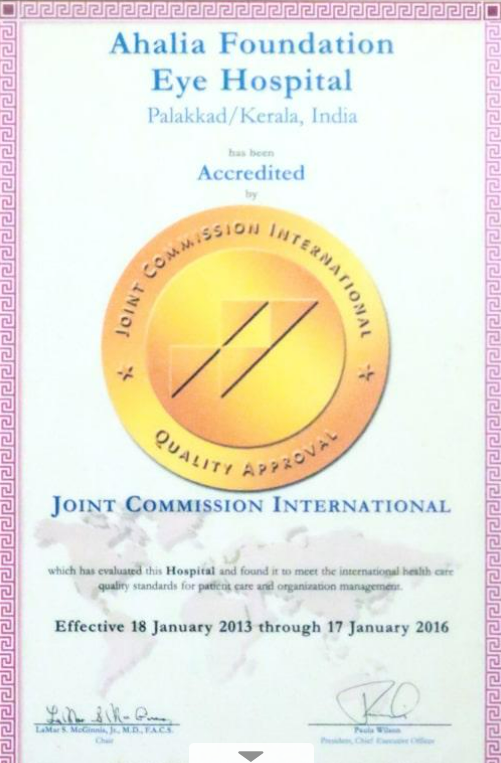 Ahalia Foundation
Eye Hospital
Palakkad/Kerala, India
has been
Accredited
by
JOINT COMMISSION INTERNATIONAL
QUALITY APPROVAL
JOINT COMMISSION INTERNATIONAL
which has evaluated this Hospital and found it to meet the international health care
quality standards for patient care and organization management.
Effective 18 January 2013 through 17 January 2016
LaMar S. McGinnis, Jr., M.D., F.A.C.S.
Chair
Paula Wilson
President, Chief Executive Officer